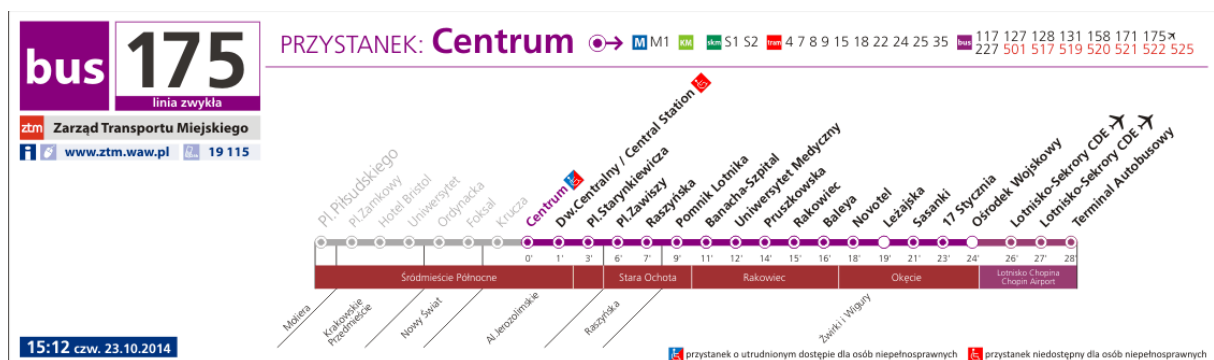 bus
175
linia zwykła
ztm Zarząd Transportu Miejskiego
i www.ztm.waw.pl 19 115
PRZYSTANEK: Centrum M M1 KM skm S1 S2 tram 4 7 8 9 15 18 22 24 25 35 bus 117 127 128 131 158 171 175
227 501 517 519 520 521 522 525
Pl.Piłsudskiego
Pl.Zamkowy
Hotel Bristol
Uniwersytet
Ordynacka
Foksal
Krucza
Centrum
Dw.Centralny / Central Station
Pl.Starynkiewicza
Pl.Zawiszy
Raszyńska
Pomnik Lotnika
Banacha-Szpital
Uniwersytet Medyczny
Pruszkowska
Rakowiec
Baleya
Novotel
Leżajska
Sasanki
17 Stycznia
Ośrodek Wojskowy
Lotnisko-Sekrory CDE
Lotnisko-Sekrory CDE
Terminal Autobusowy
0' 1' 3' 6' 7' 9' 11' 12' 14' 15' 16' 18' 19' 21' 23' 24' 26' 27' 28'
Śródmieście Północne
Stara Ochota
Rakowiec
Okęcie
Lotnisko Chopina
Chopin Airport
Moliera
Krakowskie
Przedmieście
Nowy Świat
Al.Jerozolimskie
Raszyńska
Żwirki i Wigury
15:12 czw. 23.10.2014
przystanek o utrudnionym dostępie dla osób niepełnosprawnych
przystanek niedostępny dla osób niepełnosprawnych